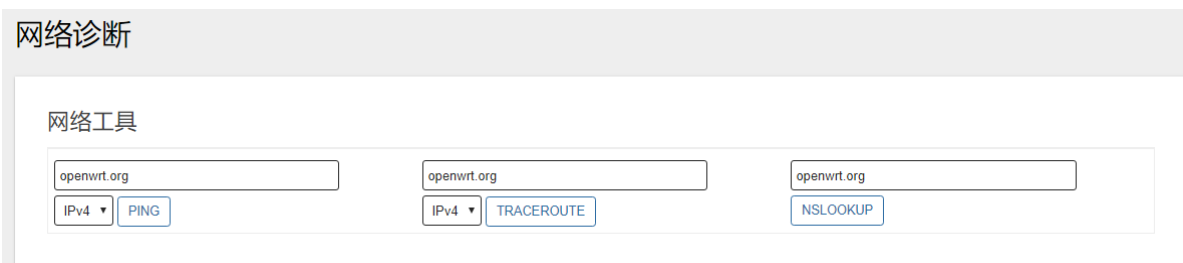 网络诊断
网络工具
openwrt.org openwrt.org openwrt.org
IPv4 PING IPv4 TRACEROUTE NSLOOKUP